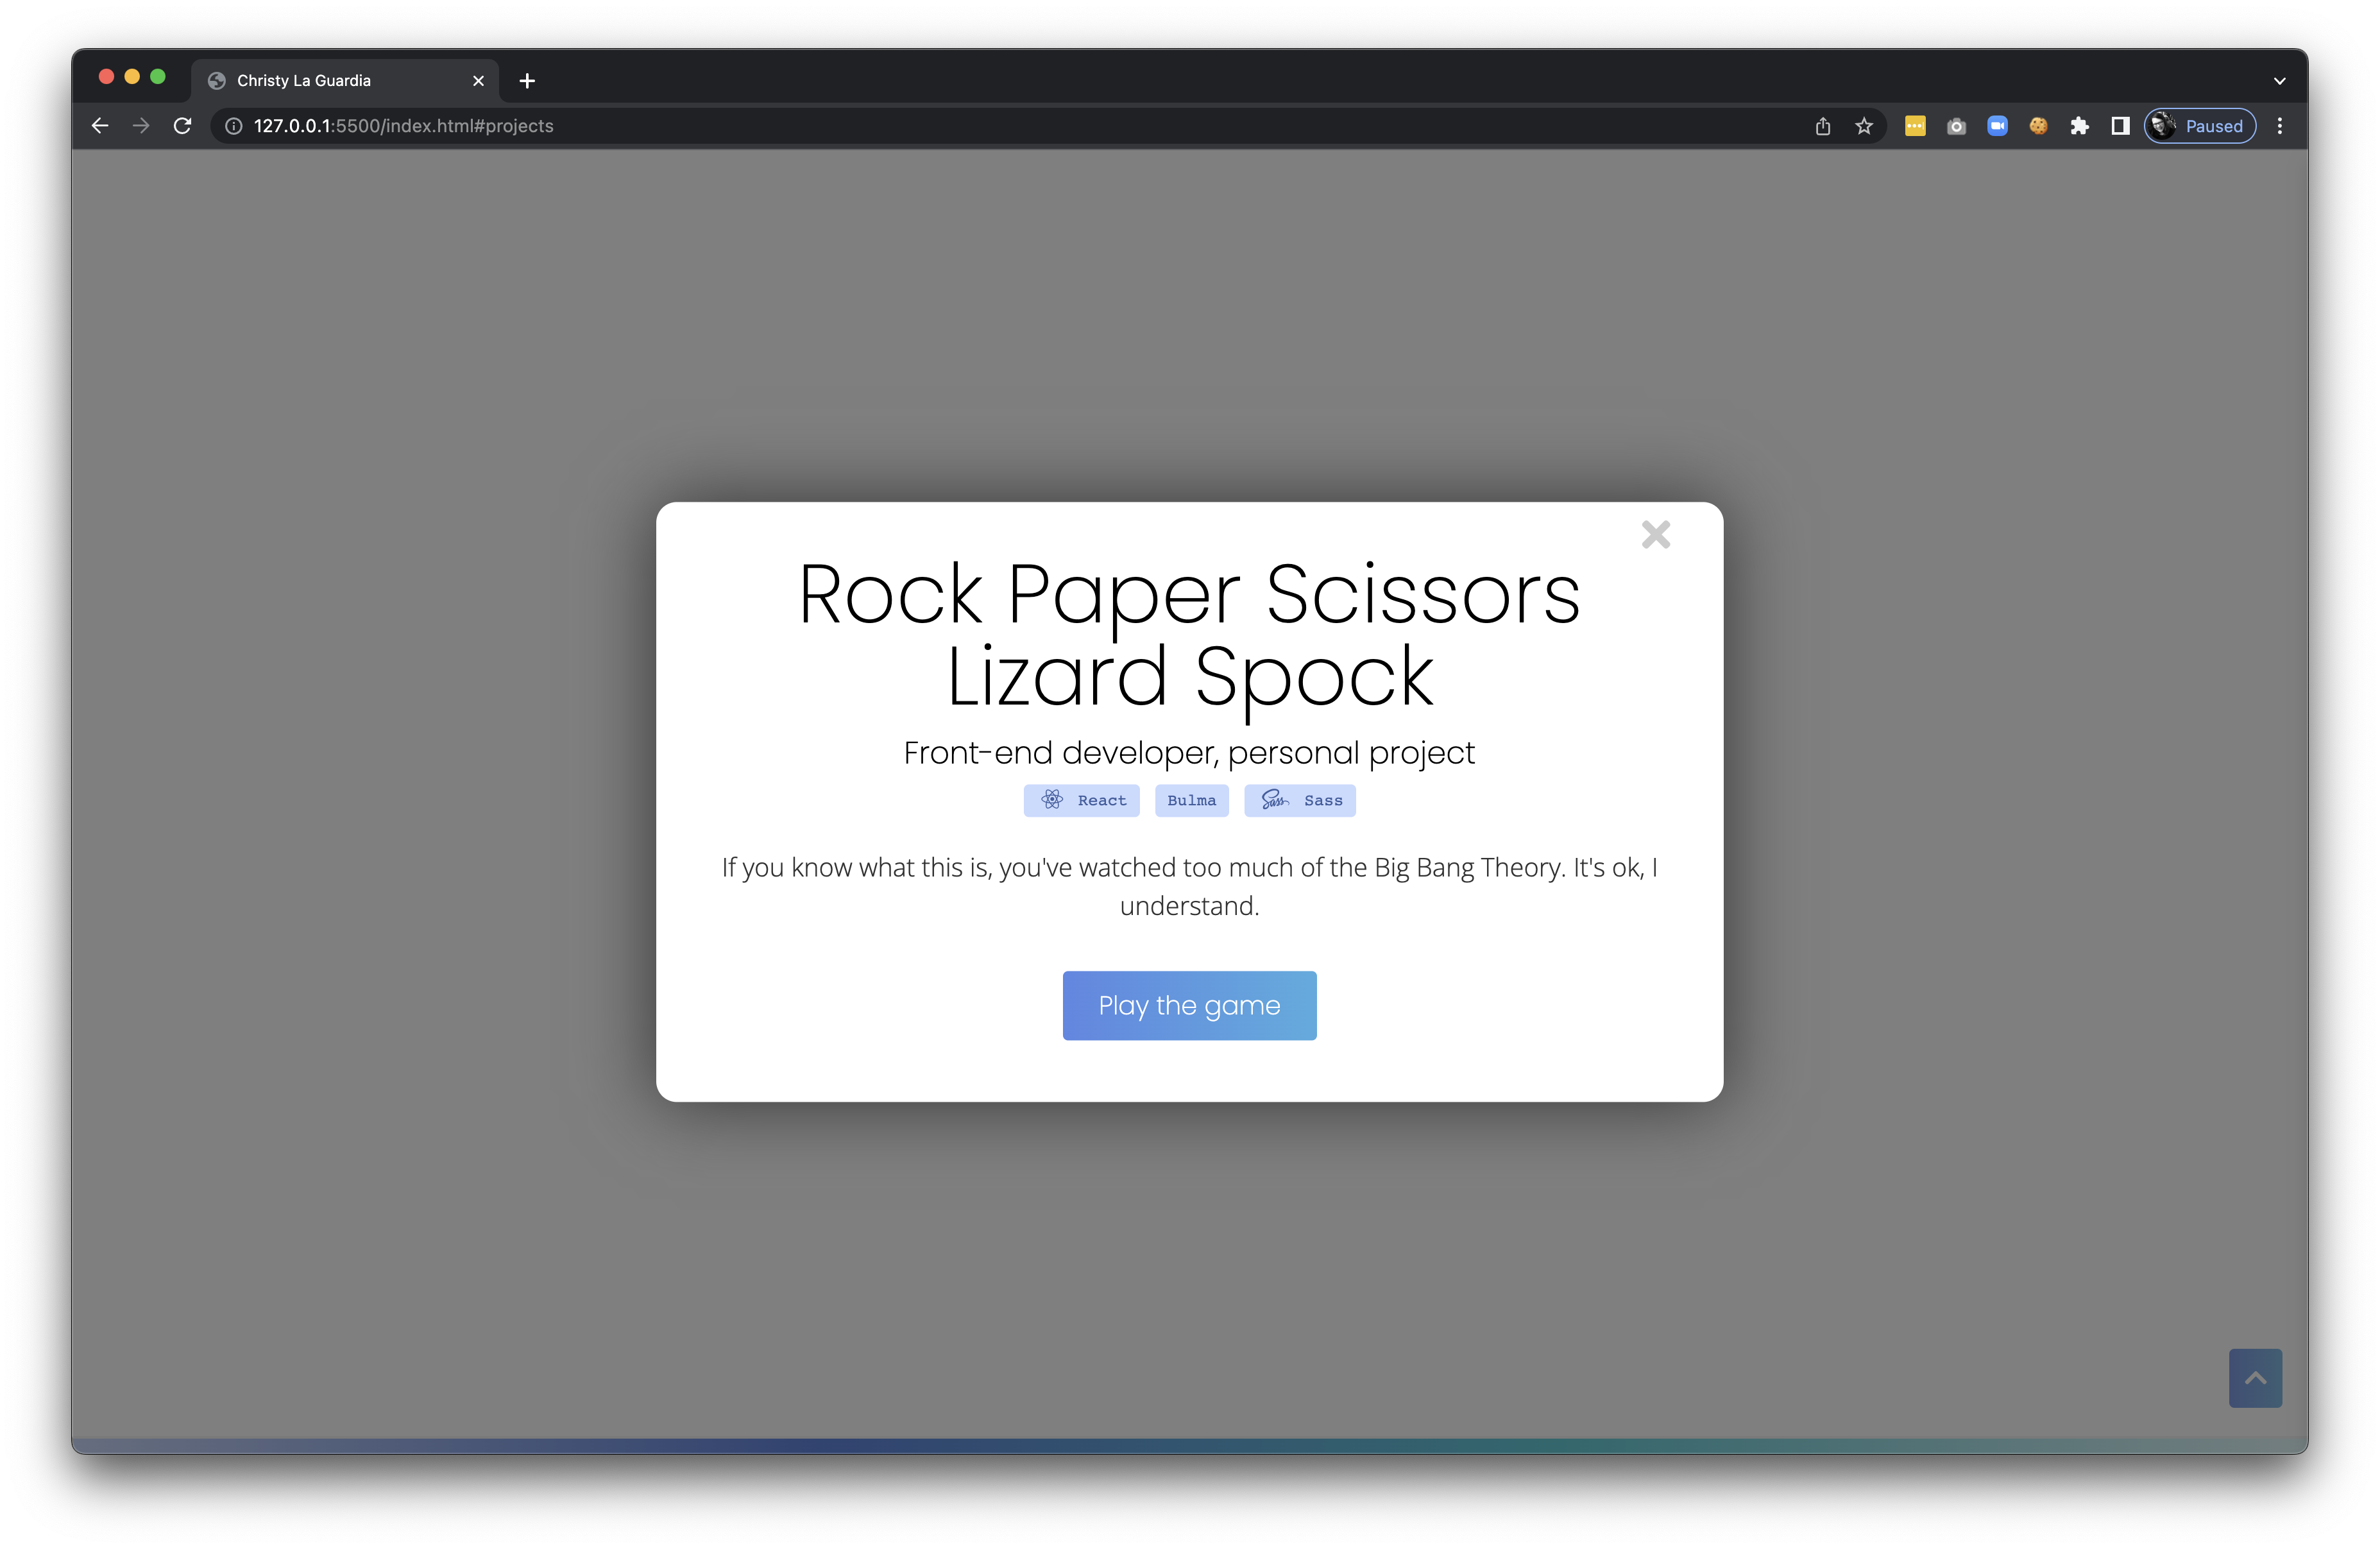 Christy La Guardia
127.0.0.1:5500/index.html#projects
Paused
Rock Paper Scissors
Lizard Spock
Front-end developer, personal project
React Bulma Sass Sass
If you know what this is, you've watched too much of the Big Bang Theory. It's ok, I
understand.
Play the game